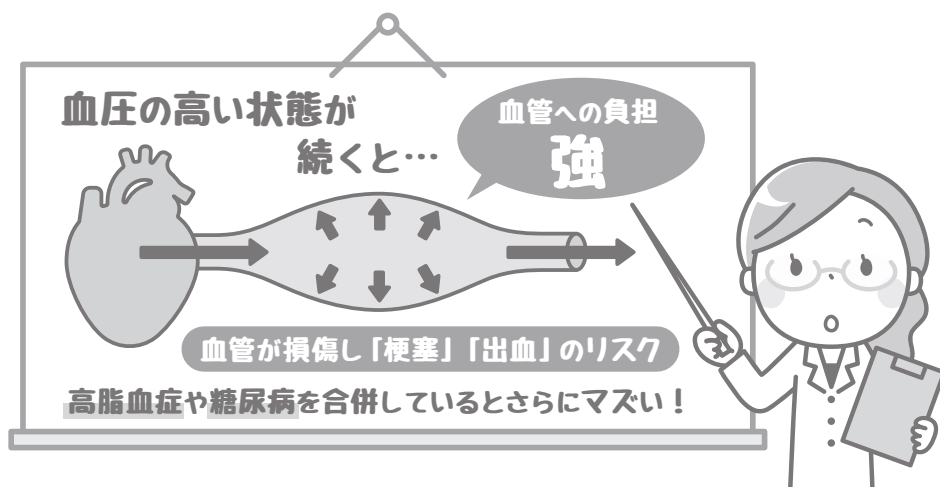 血圧の高い状態が
続くと…
血管への負担
強
血管が損傷し「梗塞」「出血」のリスク
高脂血症や糖尿病を合併しているとさらにマズい！